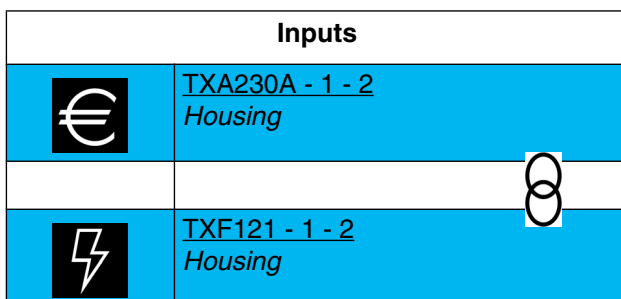 Inputs
€
TXA230A - 1 - 2
Housing
TXF121 - 1 - 2
Housing